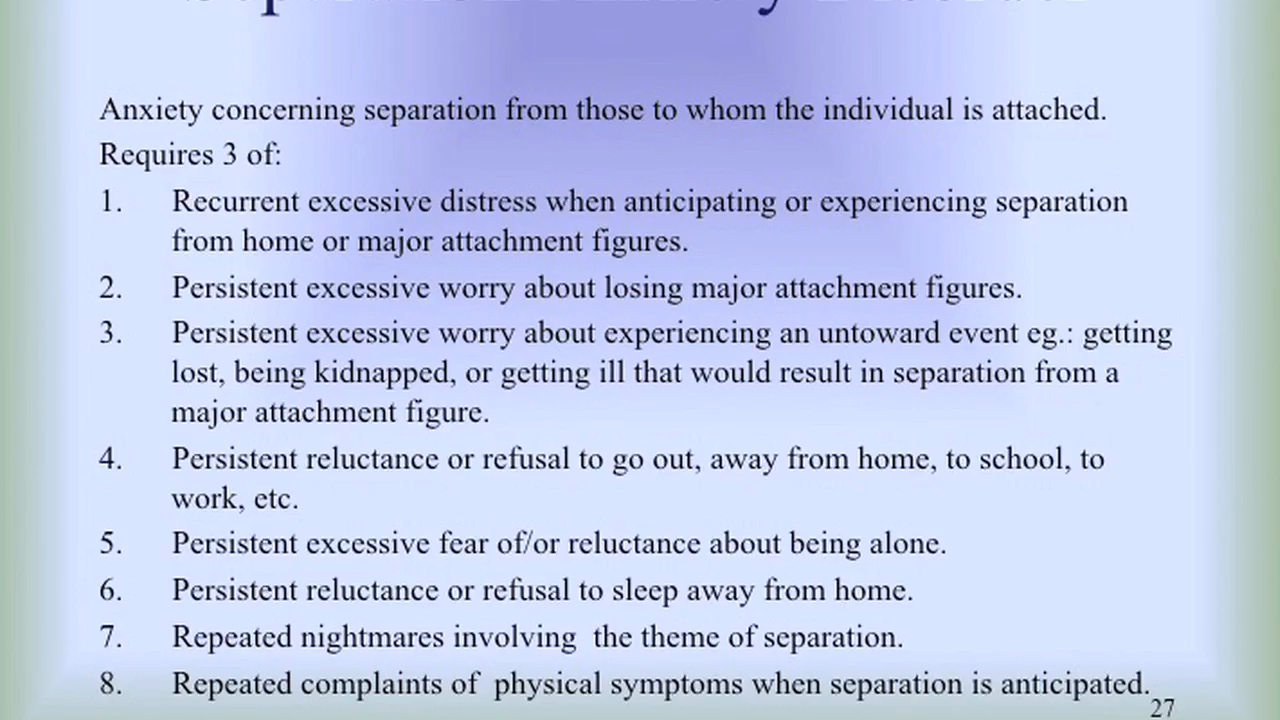 Separation Anxiety Disorder
Anxiety concerning separation from those to whom the individual is attached.
Requires 3 of:
1. Recurrent excessive distress when anticipating or experiencing separation
from home or major attachment figures.
2. Persistent excessive worry about losing major attachment figures.
3. Persistent excessive worry about experiencing an untoward event eg.: getting
lost, being kidnapped, or getting ill that would result in separation from a
major attachment figure.
4. Persistent reluctance or refusal to go out, away from home, to school, to
work, etc.
5. Persistent excessive fear of/or reluctance about being alone.
6. Persistent reluctance or refusal to sleep away from home.
7. Repeated nightmares involving  the theme of separation.
8. Repeated complaints of  physical symptoms when separation is anticipated.
27